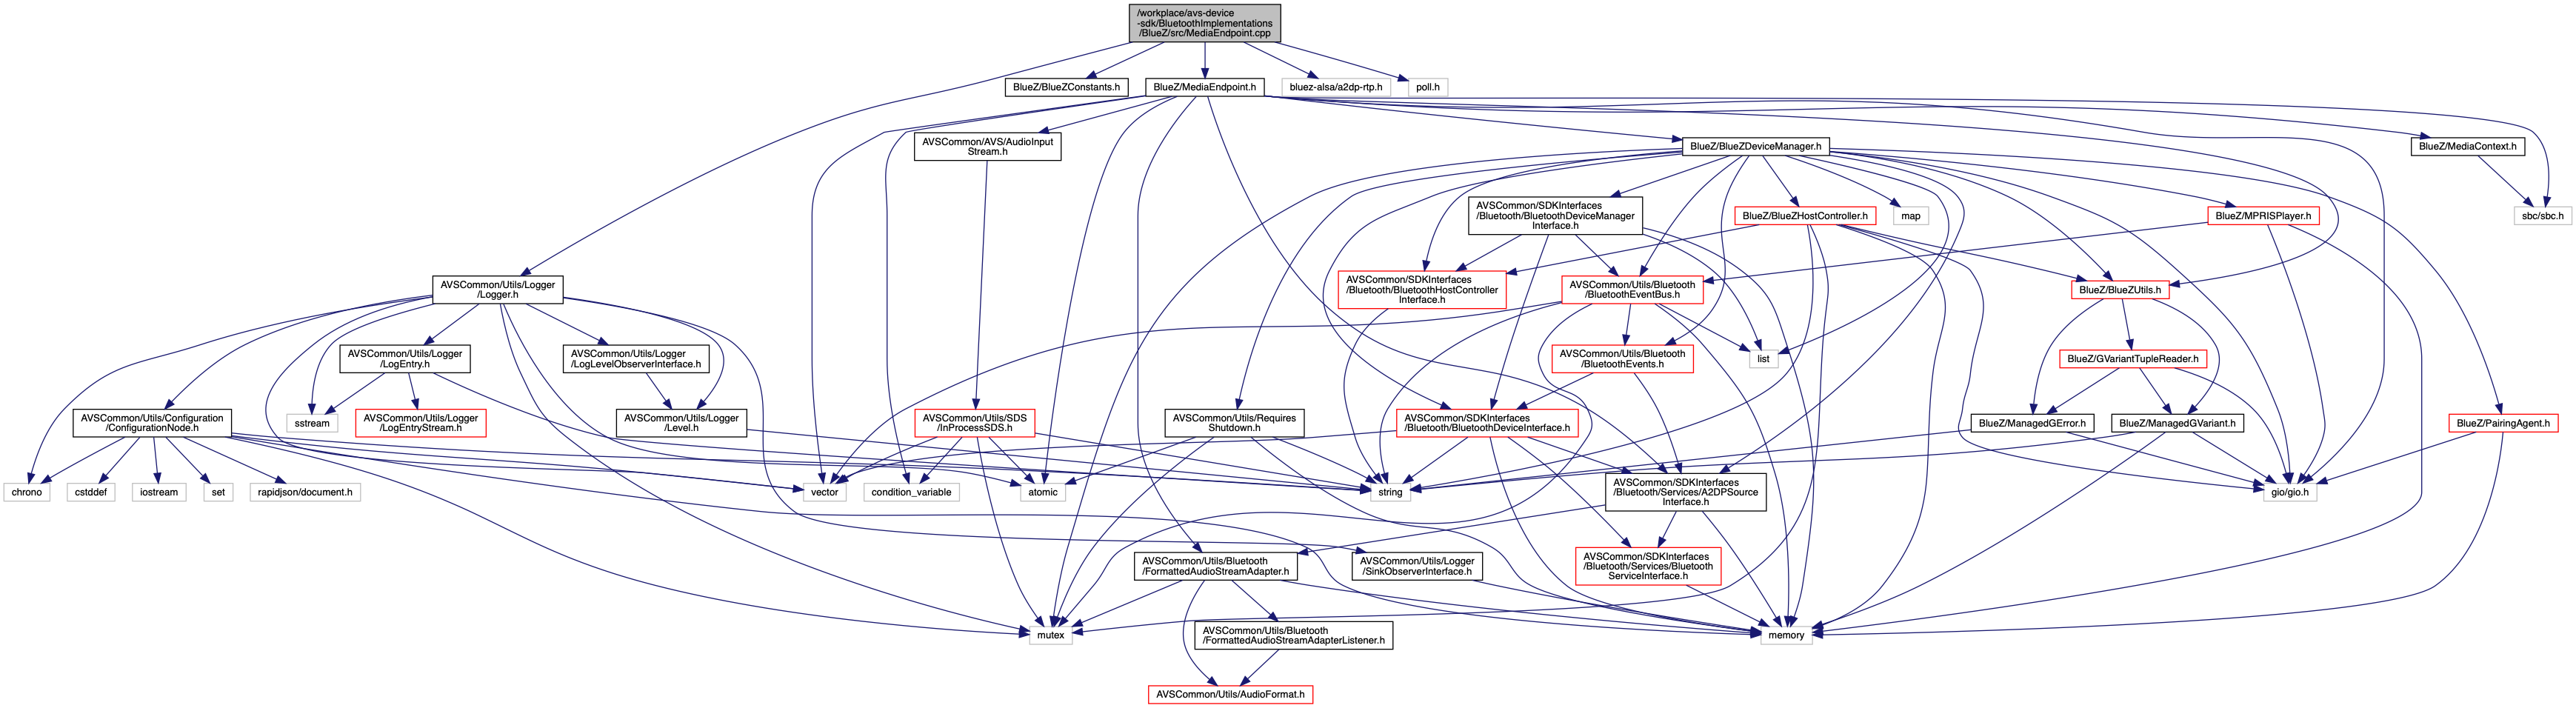 /workplace/avs-device
-sdk/BluetoothImplementations
/BlueZ/src/MediaEndpoint.cpp
BlueZ/BlueZConstants.h
BlueZ/MediaEndpoint.h
bluez-alsa/a2dp-rtp.h
poll.h
AVSCommon/AVS/AudioInput
Stream.h
BlueZ/BlueZDeviceManager.h
BlueZ/MediaContext.h
AVSCommon/SDKInterfaces
/Bluetooth/BluetoothDeviceManager
Interface.h
BlueZ/BlueZHostController.h
map
BlueZ/MPRISPlayer.h
sbc/sbc.h
AVSCommon/Utils/Logger
/Logger.h
AVSCommon/SDKInterfaces
/Bluetooth/BluetoothHostController
Interface.h
AVSCommon/Utils/Bluetooth
/BluetoothEventBus.h
BlueZ/BlueZUtils.h
AVSCommon/Utils/Logger
/LogEntry.h
AVSCommon/Utils/Logger
/LogLevelObserverInterface.h
AVSCommon/Utils/Bluetooth
/BluetoothEvents.h
list
BlueZ/GVariantTupleReader.h
AVSCommon/Utils/Configuration
/ConfigurationNode.h
sstream
AVSCommon/Utils/Logger
/LogEntryStream.h
AVSCommon/Utils/Logger
/Level.h
AVSCommon/Utils/SDS
/InProcessSDS.h
AVSCommon/Utils/Requires
Shutdown.h
AVSCommon/SDKInterfaces
/Bluetooth/BluetoothDeviceInterface.h
BlueZ/ManagedGError.h
BlueZ/ManagedGVariant.h
BlueZ/PairingAgent.h
chrono
cstddef
iostream
set
rapidjson/document.h
vector
condition_variable
atomic
string
AVSCommon/SDKInterfaces
/Bluetooth/Services/A2DPSource
Interface.h
gio/gio.h
AVSCommon/Utils/Bluetooth
/FormattedAudioStreamAdapter.h
AVSCommon/Utils/Logger
/SinkObserverInterface.h
AVSCommon/SDKInterfaces
/Bluetooth/Services/Bluetooth
ServiceInterface.h
mutex
AVSCommon/Utils/Bluetooth
/FormattedAudioStreamAdapterListener.h
memory
AVSCommon/Utils/AudioFormat.h